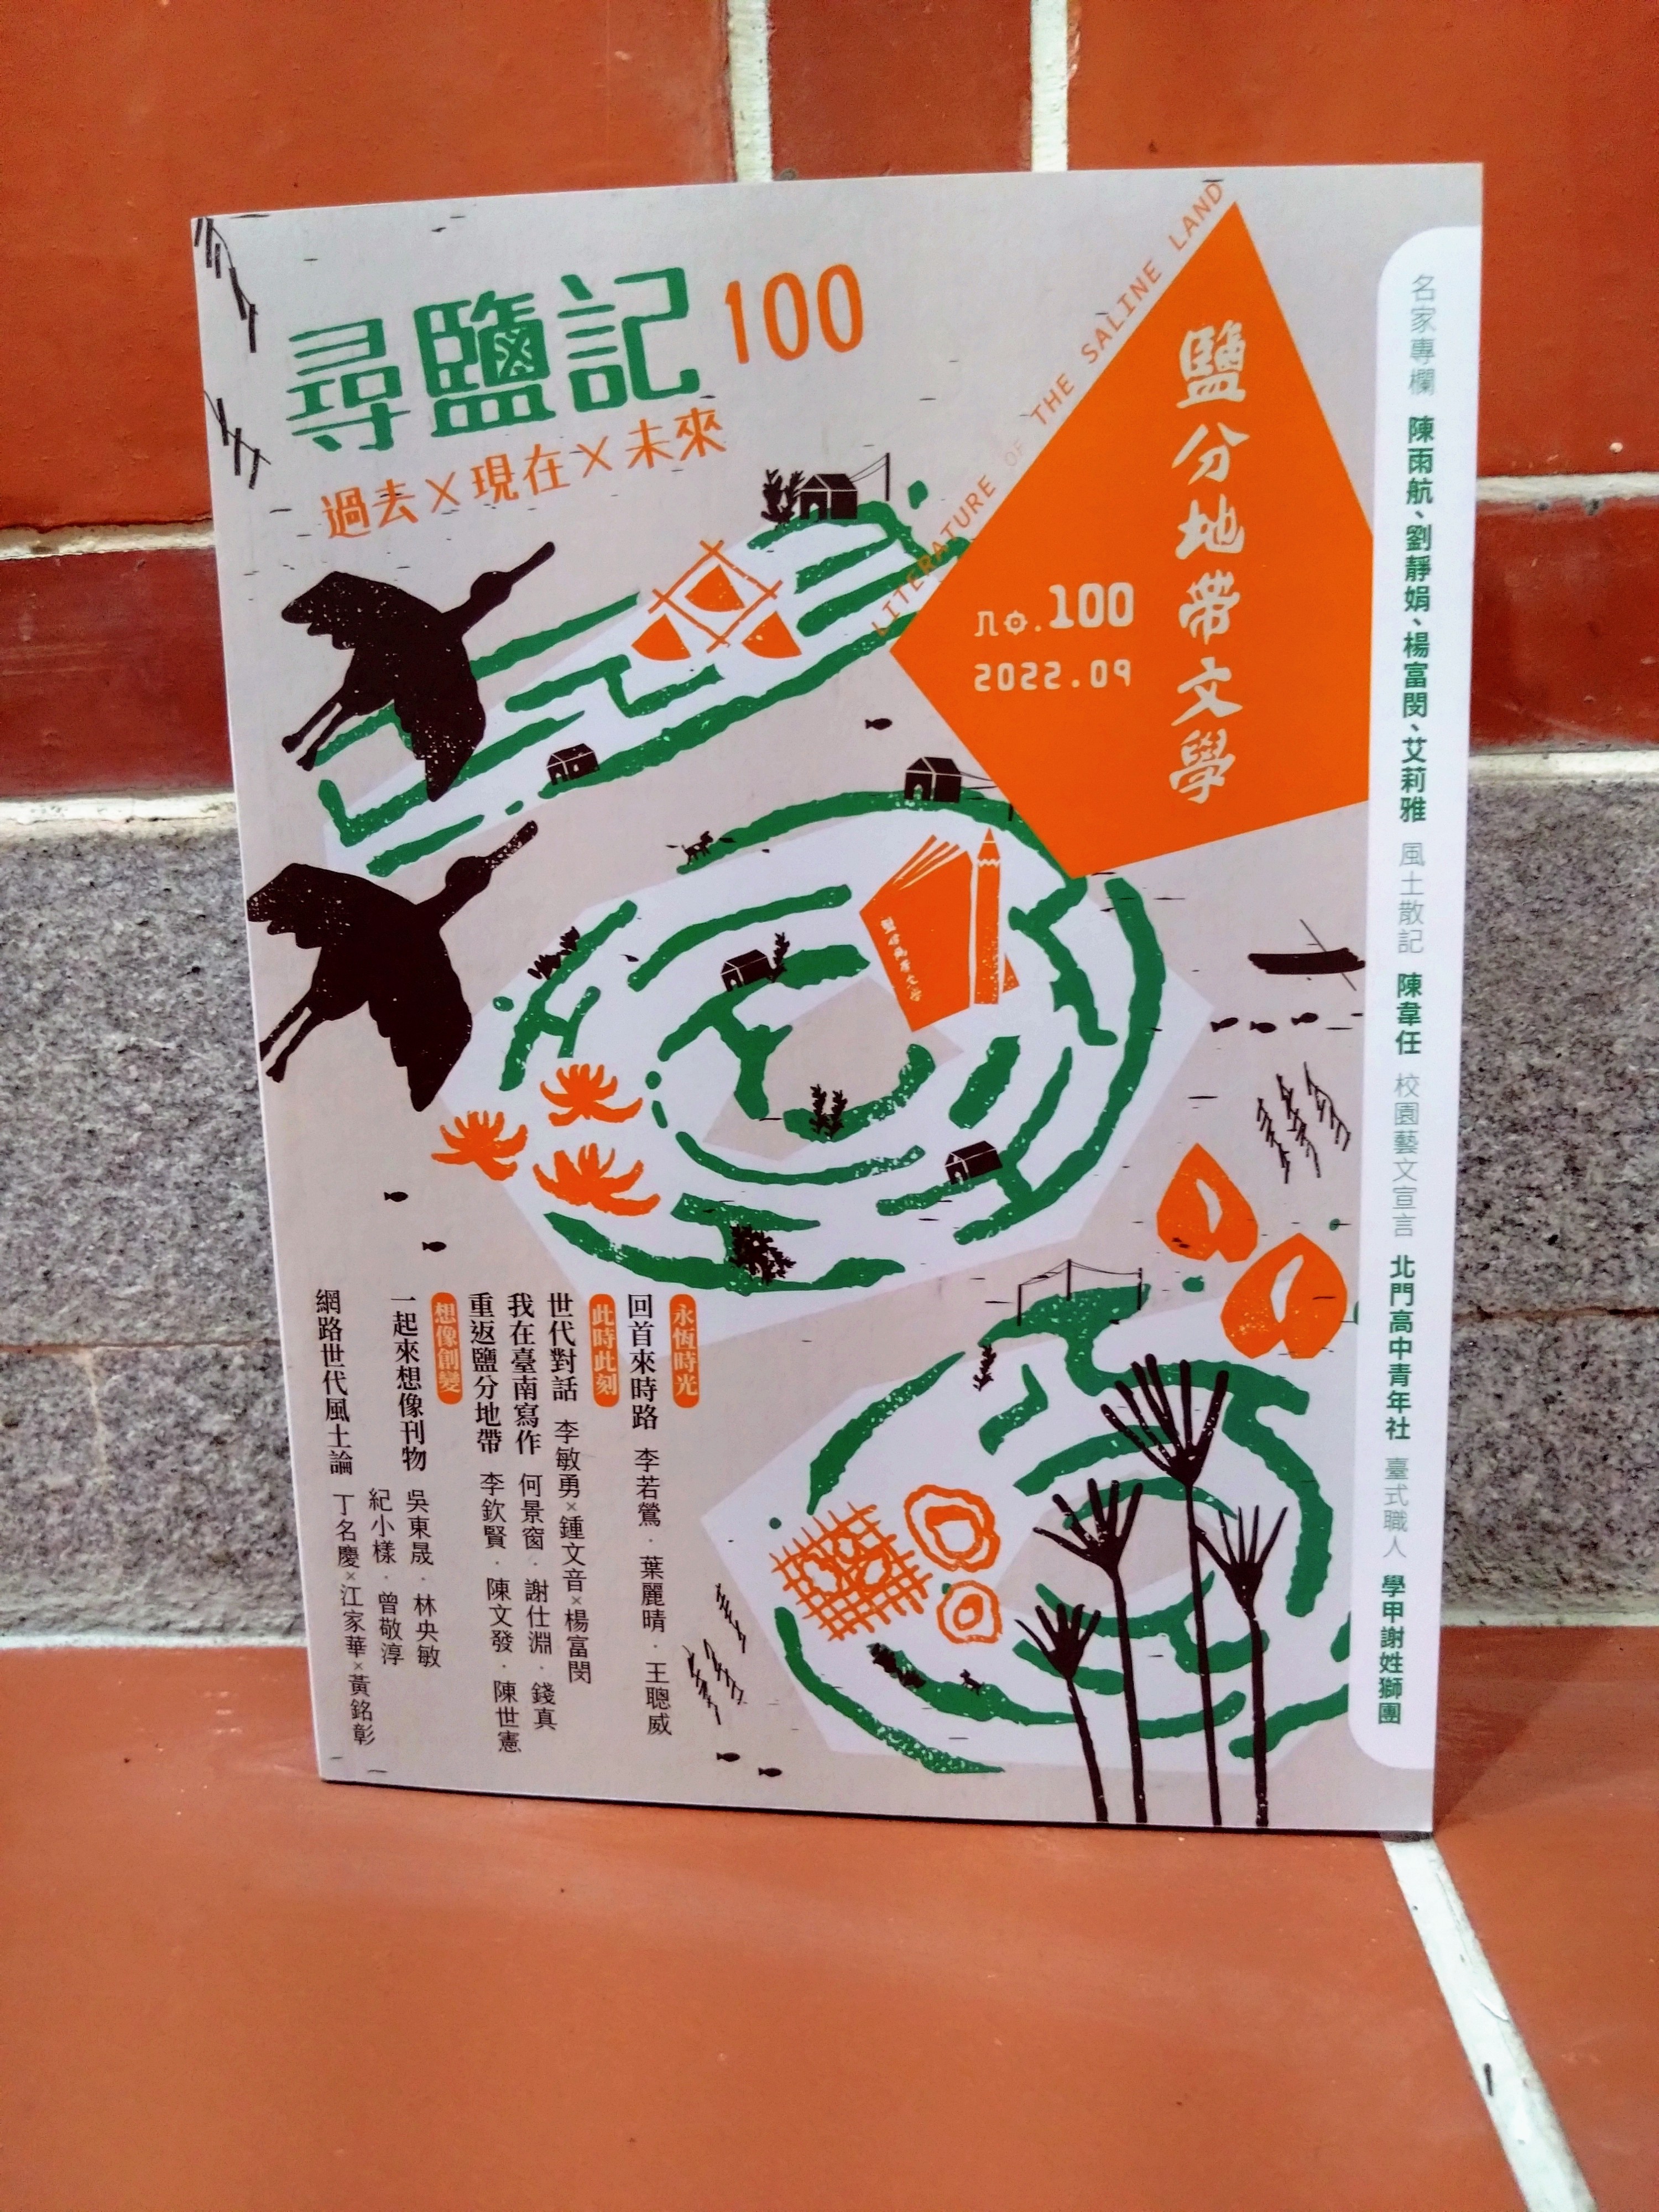 尋鹽記100
過去×現在×未來
LITERATURE OF THE SALINE LAND
鹽分地帶文學
no.100
2022.09
名家專欄 陳雨航、劉靜娟、楊富閔、艾莉雅 風土散記 陳韋任 校園藝文宣言 北門高中青年社 臺式職人 學甲謝姓獅團
鹽分地帶文學
永恆時光
回首來時路 李若鶯·葉麗晴·王聰威
此時此刻
世代對話 李敏勇×鍾文音×楊富閔
我在臺南寫作 何景窗·謝仕淵·錢真
重返鹽分地帶 李欽賢·陳文發·陳世憲
想像創變
一起來想像刊物 吳東晟·林央敏
紀小樣·曾敬淳
網路世代風土論 丁名慶×江家華×黃銘彰